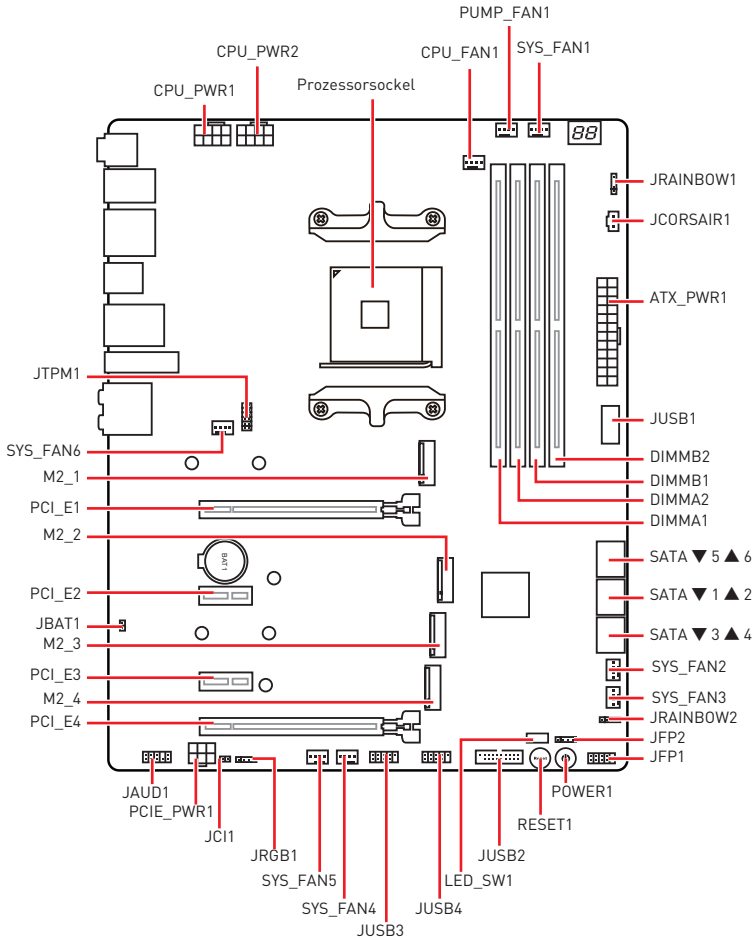 PUMP_FAN1
CPU_FAN1
SYS_FAN1
CPU_PWR2
CPU_PWR1
Prozessorsockel
88
JRAINBOW1
JCORSAIR1
ATX_PWR1
JTPM1
JUSB1
SYS_FAN6
DIMMB2
M2_1
DIMMB1
PCI_E1
DIMMA2
DIMMA1
M2_2
BAT1
SATA ▼ 5 ▲ 6
PCI_E2
SATA ▼ 1 ▲ 2
JBAT1
M2_3
SATA ▼ 3 ▲ 4
PCI_E3
SYS_FAN2
M2_4
SYS_FAN3
PCI_E4
JRAINBOW2
JFP2
JFP1
Reset
JAUD1
POWER1
PCIE_PWR1
RESET1
JCI1
JRGB1
JUSB2
SYS_FAN5
LED_SW1
SYS_FAN4
JUSB4
JUSB3